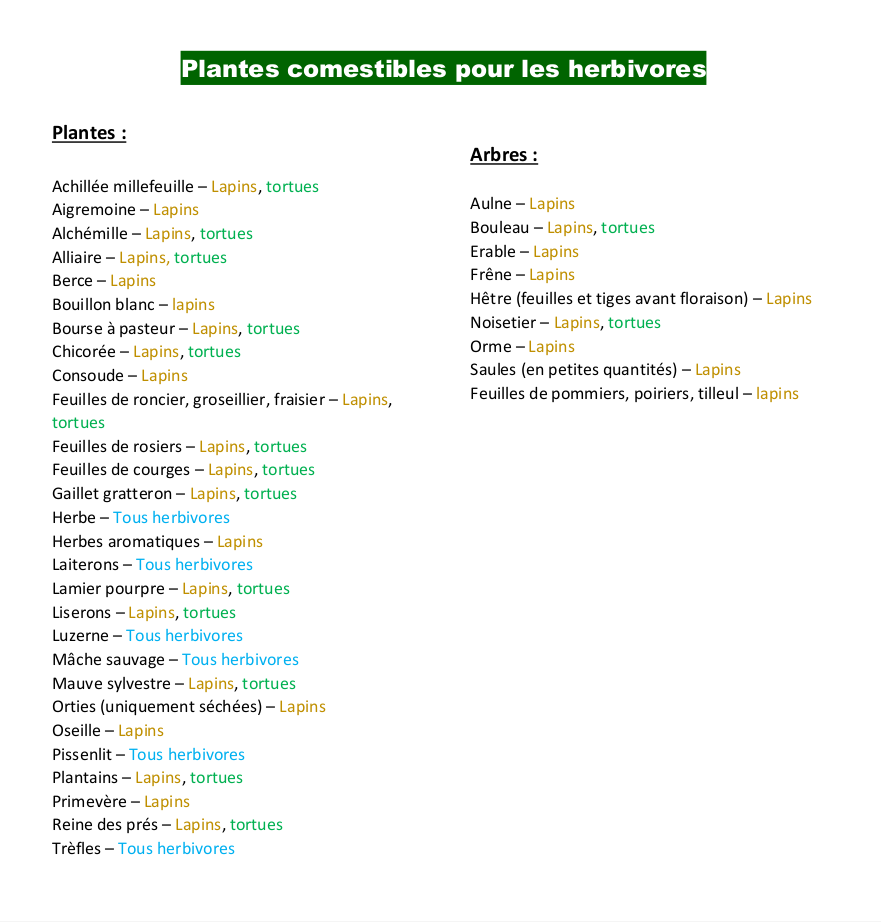 Plantes comestibles pour les herbivores
Plantes :
Achillée millefeuille – Lapins, tortues
Aigremoine – Lapins
Alchémille – Lapins, tortues
Alliaire – Lapins, tortues
Berce – Lapins
Bouillon blanc – lapins
Bourse à pasteur – Lapins, tortues
Chicorée – Lapins, tortues
Consoude – Lapins
Feuilles de roncier, groseillier, fraisier – Lapins,
tortues
Feuilles de rosiers – Lapins, tortues
Feuilles de courges – Lapins, tortues
Gaillet gratteron – Lapins, tortues
Herbe – Tous herbivores
Herbes aromatiques – Lapins
Laiterons – Tous herbivores
Lamier pourpre – Lapins, tortues
Liserons – Lapins, tortues
Luzerne – Tous herbivores
Mâche sauvage – Tous herbivores
Mauve sylvestre – Lapins, tortues
Orties (uniquement séchées) – Lapins
Oseille – Lapins
Pissenlit – Tous herbivores
Plantains – Lapins, tortues
Primevère – Lapins
Reine des prés – Lapins, tortues
Trèfles – Tous herbivores
Arbres :
Aulne – Lapins
Bouleau – Lapins, tortues
Erable – Lapins
Frêne – Lapins
Hêtre (feuilles et tiges avant floraison) – Lapins
Noisetier – Lapins, tortues
Orme – Lapins
Saules (en petites quantités) – Lapins
Feuilles de pommiers, poiriers, tilleul – lapins